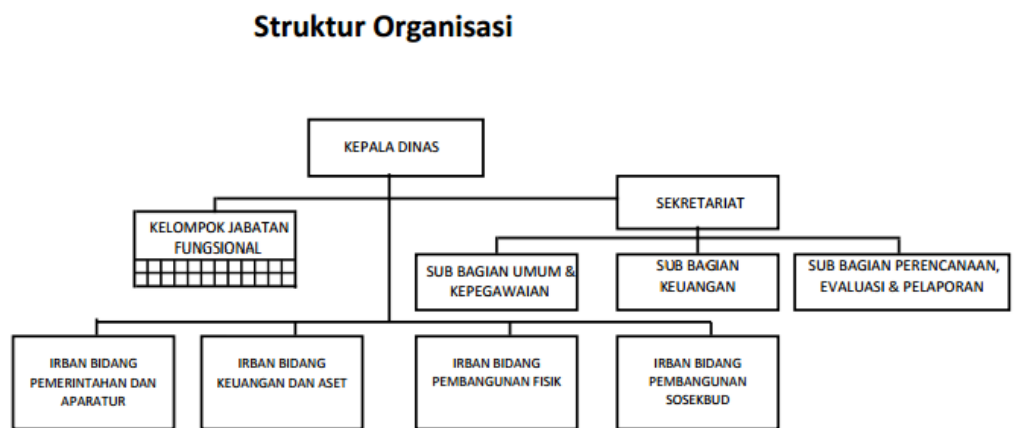 Struktur Organisasi
KEPALA DINAS
SEKRETARIAT
KELOMPOK JABATAN
FUNGSIONAL
SUB BAGIAN UMUM &
KEPEGAWAIAN
SUB BAGIAN
KEUANGAN
SUB BAGIAN PERENCANAAN,
EVALUASI & PELAPORAN
IRBAN BIDANG
PEMERINTAHAN DAN
APARATUR
IRBAN BIDANG
KEUANGAN DAN ASET
IRBAN BIDANG
PEMBANGUNAN FISIK
IRBAN BIDANG
PEMBANGUNAN
SOSEKBUD